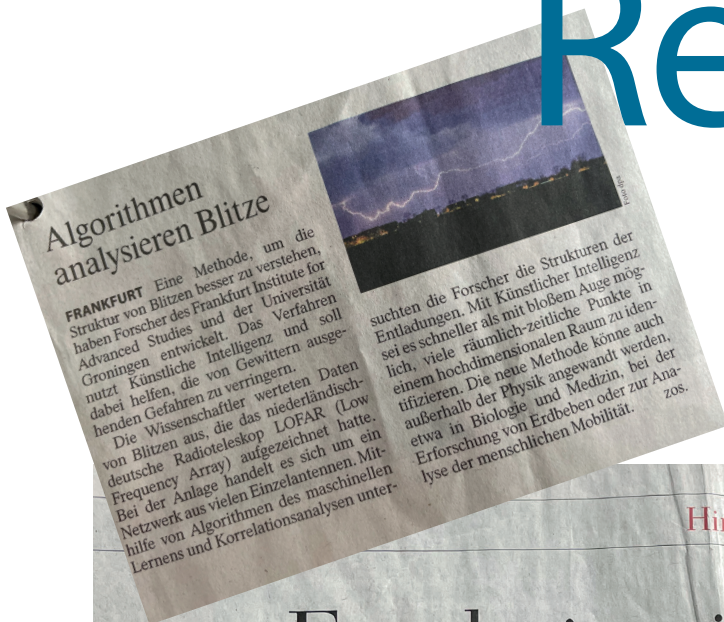 Re
Algorithmen
analysieren Blitze
FRANKFURT Eine Methode, um die
Struktur von Blitzen besser zu verstehen,
haben Forscher des Frankfurt Institute for
Advanced Studies und der Universität
Groningen entwickelt. Das Verfahren
nutzt Künstliche Intelligenz und soll
dabei helfen, die von Gewittern ausge-
henden Gefahren zu verringern.
Die Wissenschaftler werteten Daten
von Blitzen aus, die das niederländisch-
deutsche Radioteleskop LOFAR (Low
Frequency Array) aufgezeichnet hatte.
Bei der Anlage handelt es sich um ein
Netzwerk aus vielen Einzelantennen. Mit-
hilfe von Algorithmen des maschinellen
Lernens und Korrelationsanalysen unter-
Foto dpa
suchten die Forscher die Strukturen der
Entladungen. Mit Künstlicher Intelligenz
sei es schneller als mit bloßem Auge mög-
lich, viele räumlich-zeitliche Punkte in
einem hochdimensionalen Raum zu iden-
tifizieren. Die neue Methode könne auch
außerhalb der Physik angewandt werden,
etwa in Biologie und Medizin, bei der
Erforschung von Erdbeben oder zur Ana-
lyse der menschlichen Mobilität.
zos.
Hi